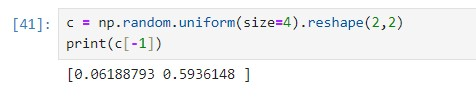 [41]: c = np.random.uniform(size=4).reshape(2,2)
print(c[-1])
[0.06188793 0.5936148 ]